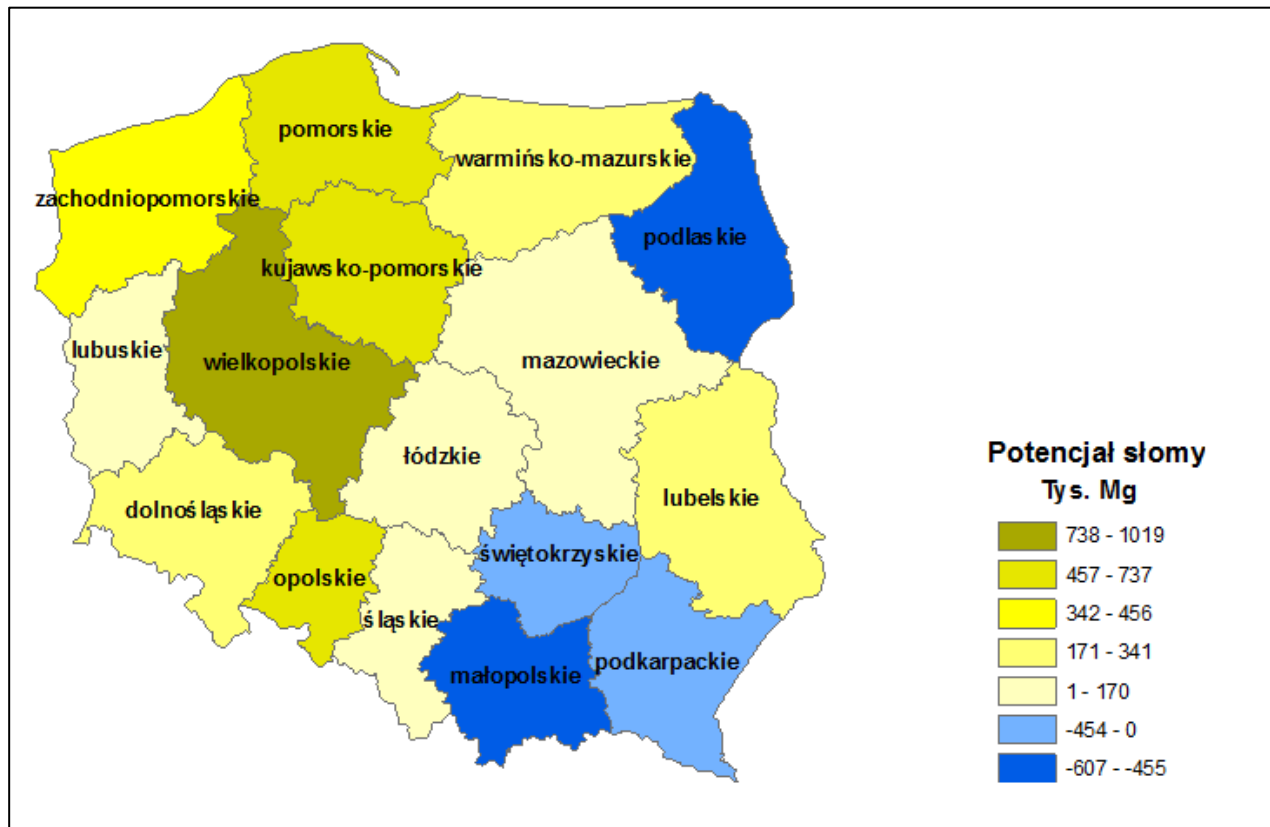 pomorskie
warmińsko-mazurskie
zachodniopomorskie
podlaskie
kujawsko-pomorskie
lubuskie
wielkopolskie
mazowieckie
łódzkie
lubelskie
dolnośląskie
świętokrzyskie
opolskie
śląskie
podkarpackie
małopolskie
Potencjał słomy
Tys. Mg
738 - 1019
457 - 737
342 - 456
171 - 341
1 - 170
-454 - 0
-607 - -455